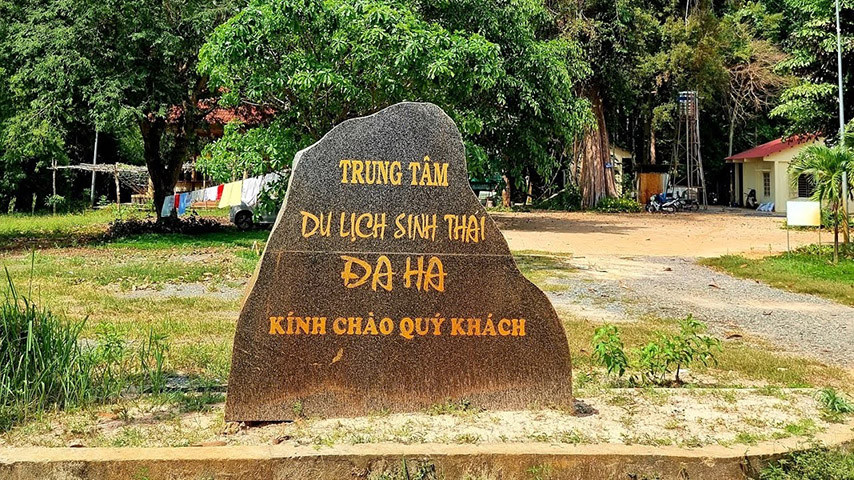 TRUNG TÂM
DU LỊCH SINH THÁI
ĐA HA
KÍNH CHÀO QUÝ KHÁCH